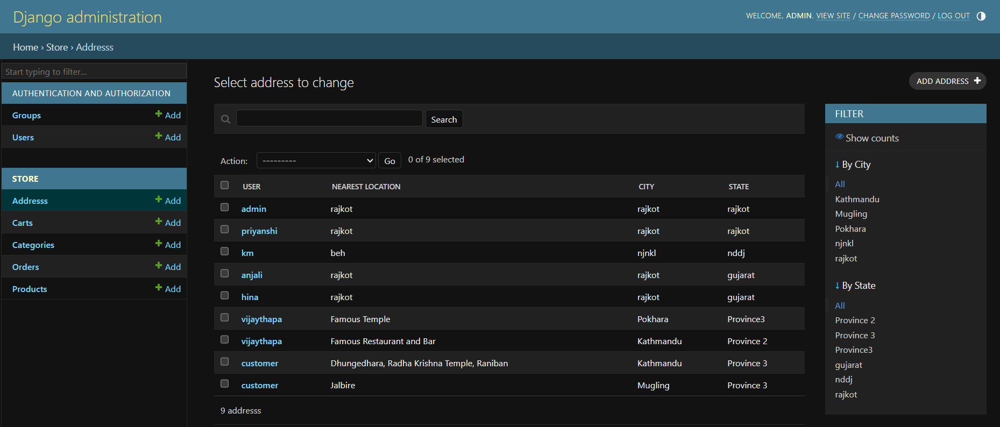 Django administration
WELCOME, ADMIN. VIEW SITE / CHANGE PASSWORD / LOG OUT
Home › Store › Addresss
Start typing to filter...
AUTHENTICATION AND AUTHORIZATION
Groups Add
Users Add
STORE
Addresss Add
Carts Add
Categories Add
Orders Add
Products Add
Select address to change
ADD ADDRESS
Search
Action: --------- Go 0 of 9 selected
USER NEAREST LOCATION CITY STATE
admin rajkot rajkot rajkot
priyanshi rajkot rajkot rajkot
km beh njnkl nddj
anjali rajkot rajkot gujarat
hina rajkot rajkot gujarat
vijaythapa Famous Temple Pokhara Province3
vijaythapa Famous Restaurant and Bar Kathmandu Province 2
customer Dhungedhara, Radha Krishna Temple, Raniban Kathmandu Province 3
customer Jalbire Mugling Province 3
9 addresss
FILTER
Show counts
↓ By City
All
Kathmandu
Mugling
Pokhara
njnkl
rajkot
↓ By State
All
Province 2
Province 3
Province3
gujarat
nddj
rajkot